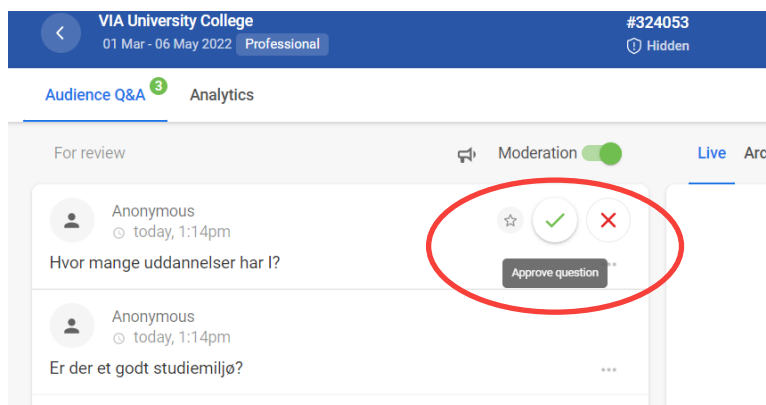 VIA University College
#324053
01 Mar - 06 May 2022 Professional
Hidden
Audience Q&A 3
Analytics
For review
Moderation
Live
Arc
Anonymous
today, 1:14pm
Hvor mange uddannelser har I?
Approve question
Anonymous
today, 1:14pm
Er der et godt studiemiljø?